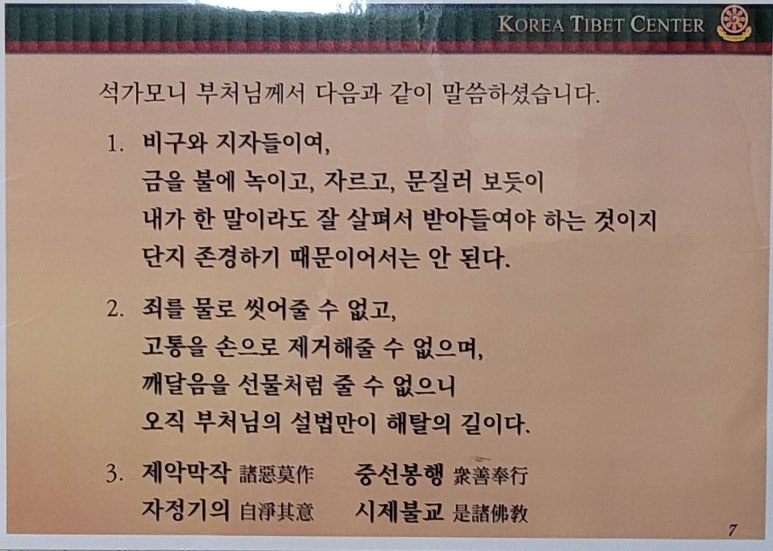 KOREA TIBET CENTER
석가모니 부처님께서 다음과 같이 말씀하셨습니다.
1. 비구와 지자들이여,
금을 불에 녹이고, 자르고, 문질러 보듯이
내가 한 말이라도 잘 살펴서 받아들여야 하는 것이지
단지 존경하기 때문이어서는 안 된다.
2. 죄를 물로 씻어줄 수 없고,
고통을 손으로 제거해줄 수 없으며,
깨달음을 선물처럼 줄 수 없으니
오직 부처님의 설법만이 해탈의 길이다.
3. 제악막작 諸惡莫作 중선봉행 衆善奉行
자정기의 自淨其意 시제불교 是諸佛敎
7